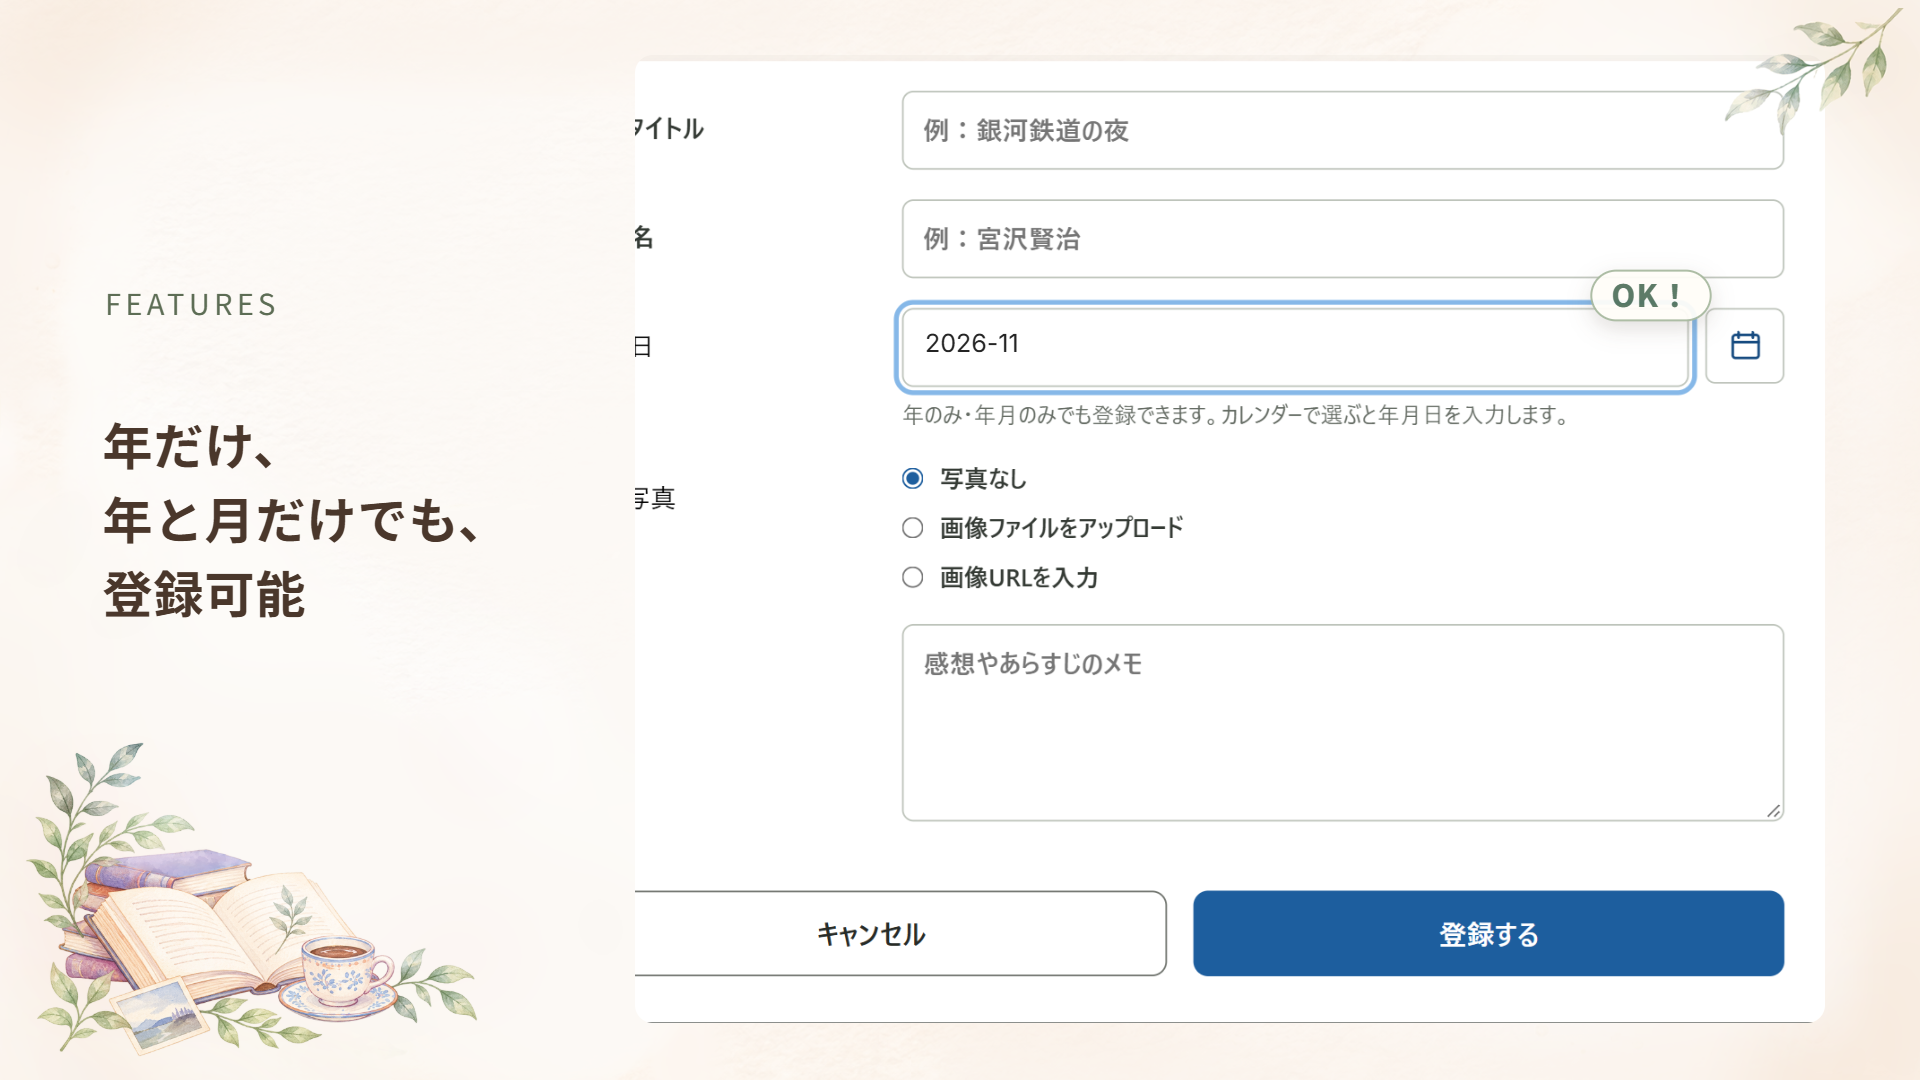 FEATURES
年だけ、
年と月だけでも、
登録可能
タイトル
例：銀河鉄道の夜
名
例：宮沢賢治
OK！
日
2026-11
年のみ・年月のみでも登録できます。カレンダーで選ぶと年月日を入力します。
写真
写真なし
画像ファイルをアップロード
画像URLを入力
感想やあらすじのメモ
キャンセル
登録する